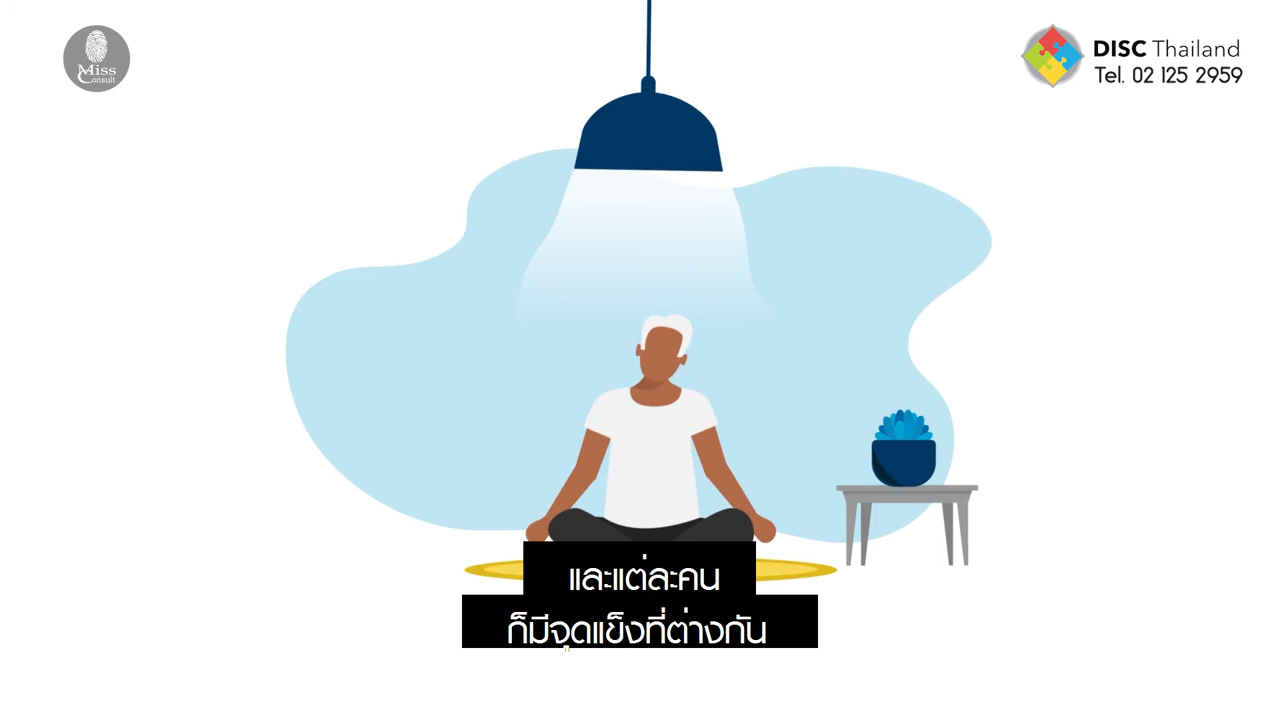 Miss
Consult
DISC Thailand
Tel. 02 125 2959
และแต่ละคน
ก็มีจุดแข็งที่ต่างกัน